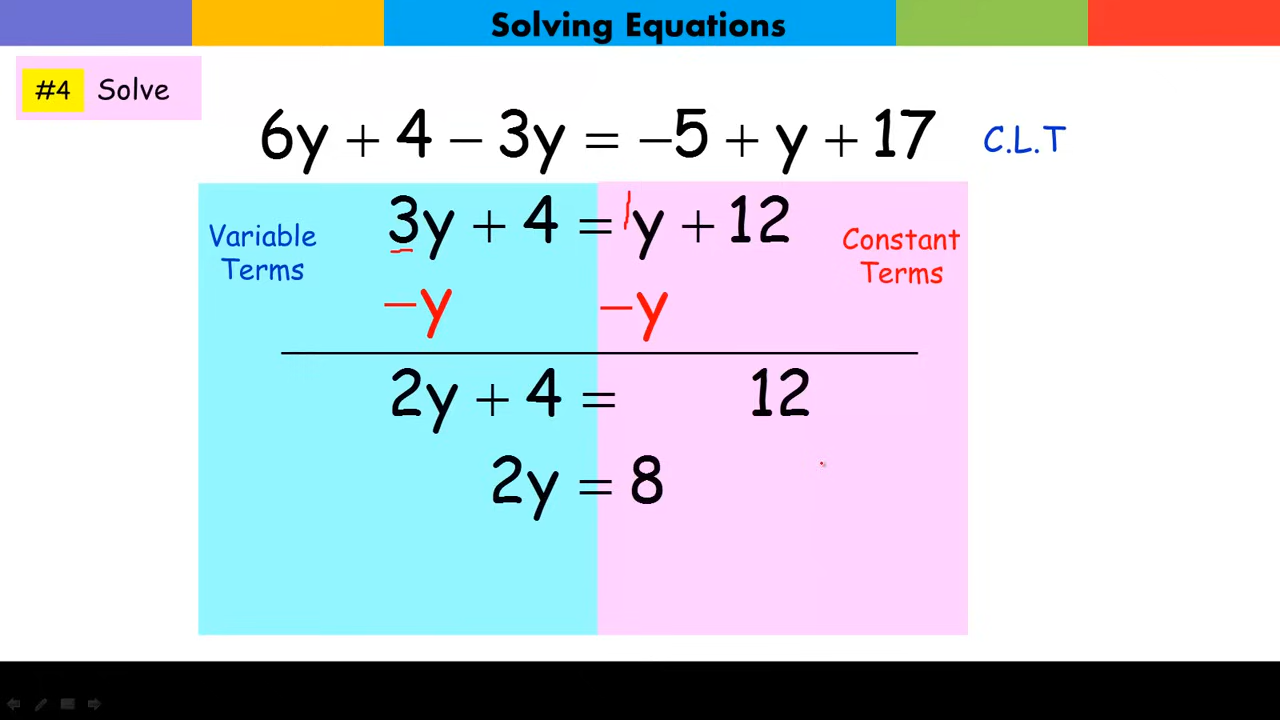 Solving Equations
#4 Solve
6y + 4 − 3y = −5 + y + 17 C.L.T
Variable Terms
3y + 4 = 1y + 12
Constant Terms
−y −y
2y + 4 = 12
2y = 8